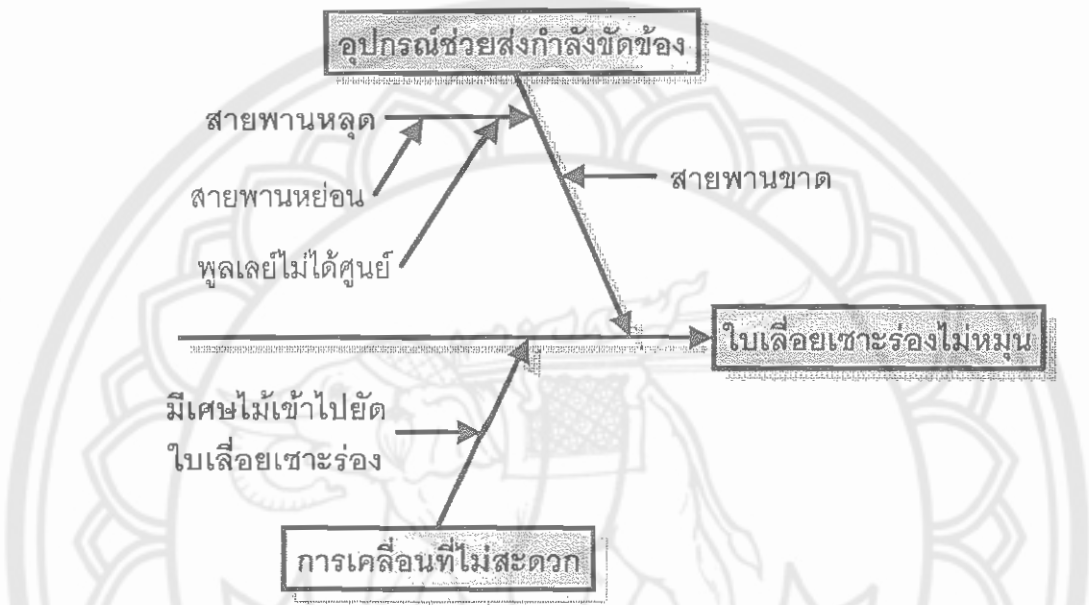 อุปกรณ์ช่วยส่งกำลังขัดข้อง
สายพานหลุด
สายพานขาด
สายพานหย่อน
พูลเลย์ไม่ได้ศูนย์
ใบเลื่อยเซาะร่องไม่หมุน
มีเศษไม้เข้าไปยัด
ใบเลื่อยเซาะร่อง
การเคลื่อนที่ไม่สะดวก